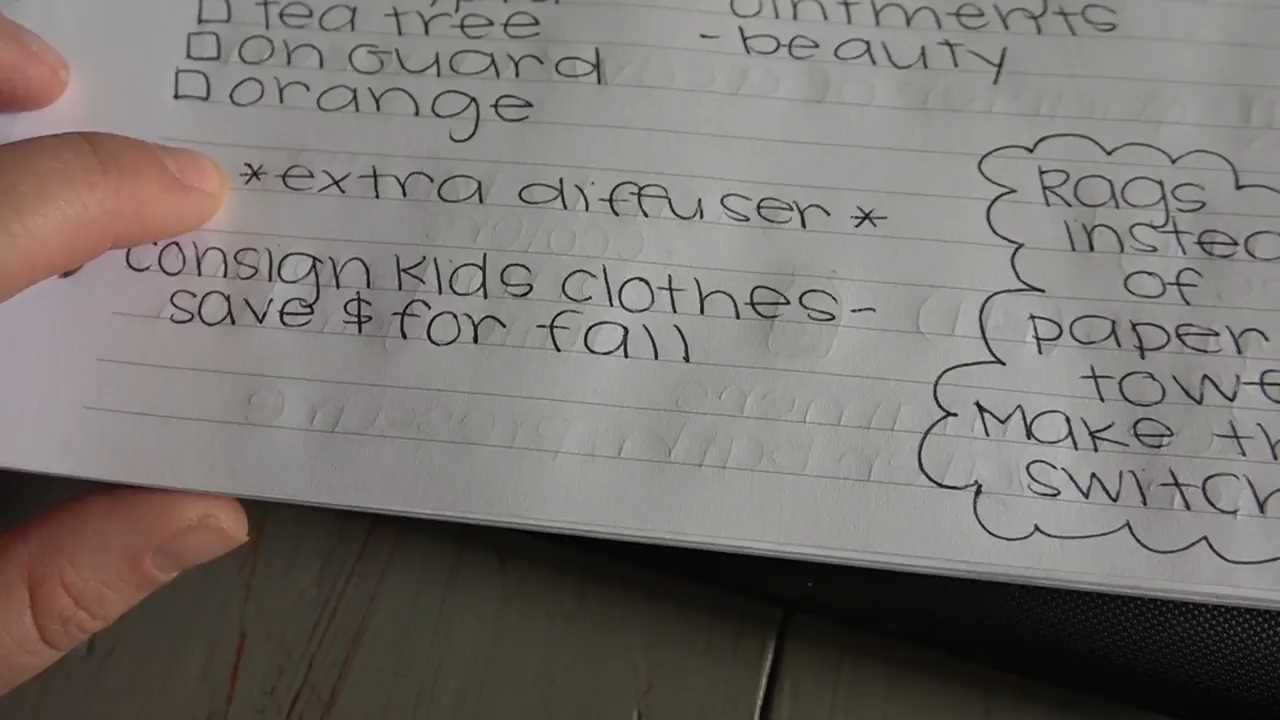 □ Tea tree
□ on guard
□ orange
ointments
- beauty
* extra diffuser *
consign kids clothes-
save $ for fall
Rags
of
paper
Make